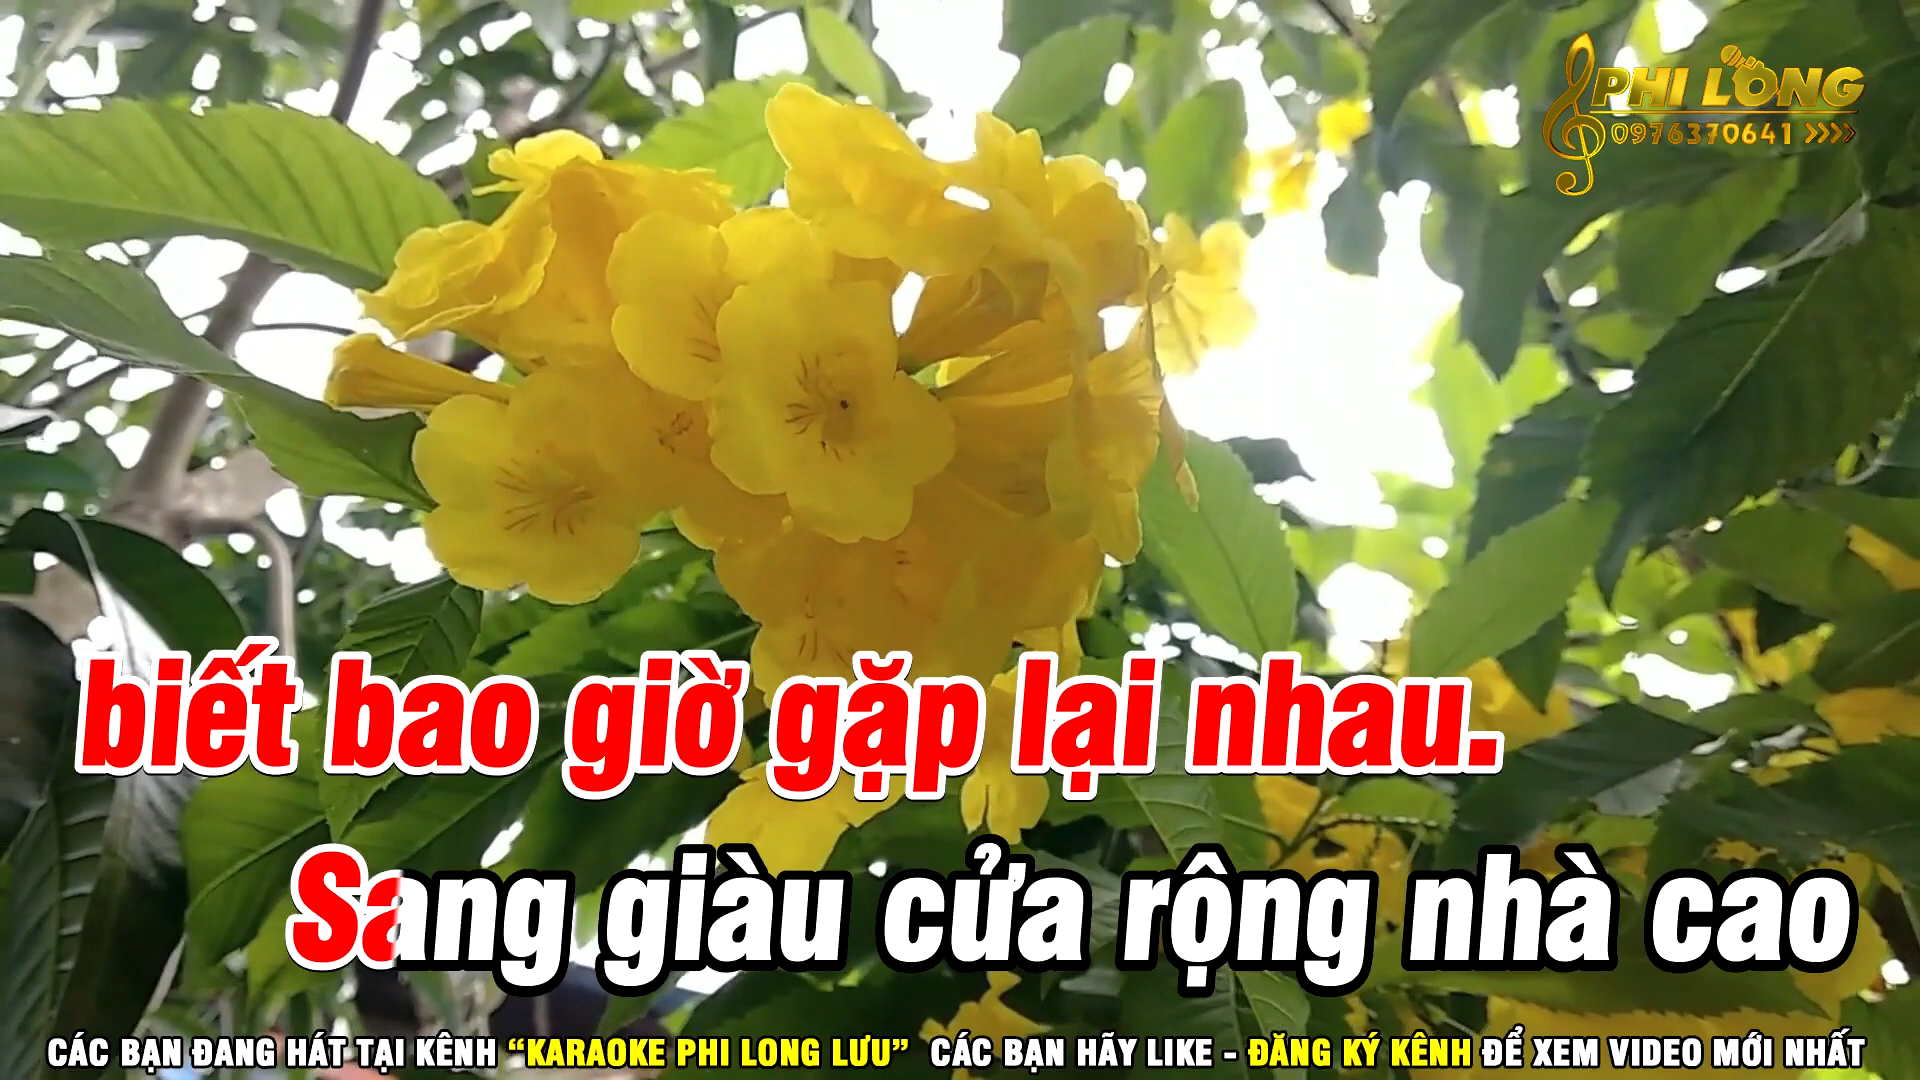 PHI LONG
0976370641 >>>>
biết bao giờ gặp lại nhau.
Sang giàu cửa rộng nhà cao
CÁC BẠN ĐANG HÁT TẠI KÊNH “KARAOKE PHI LONG LƯU” CÁC BẠN HÃY LIKE - ĐĂNG KÝ KÊNH ĐỂ XEM VIDEO MỚI NHẤT